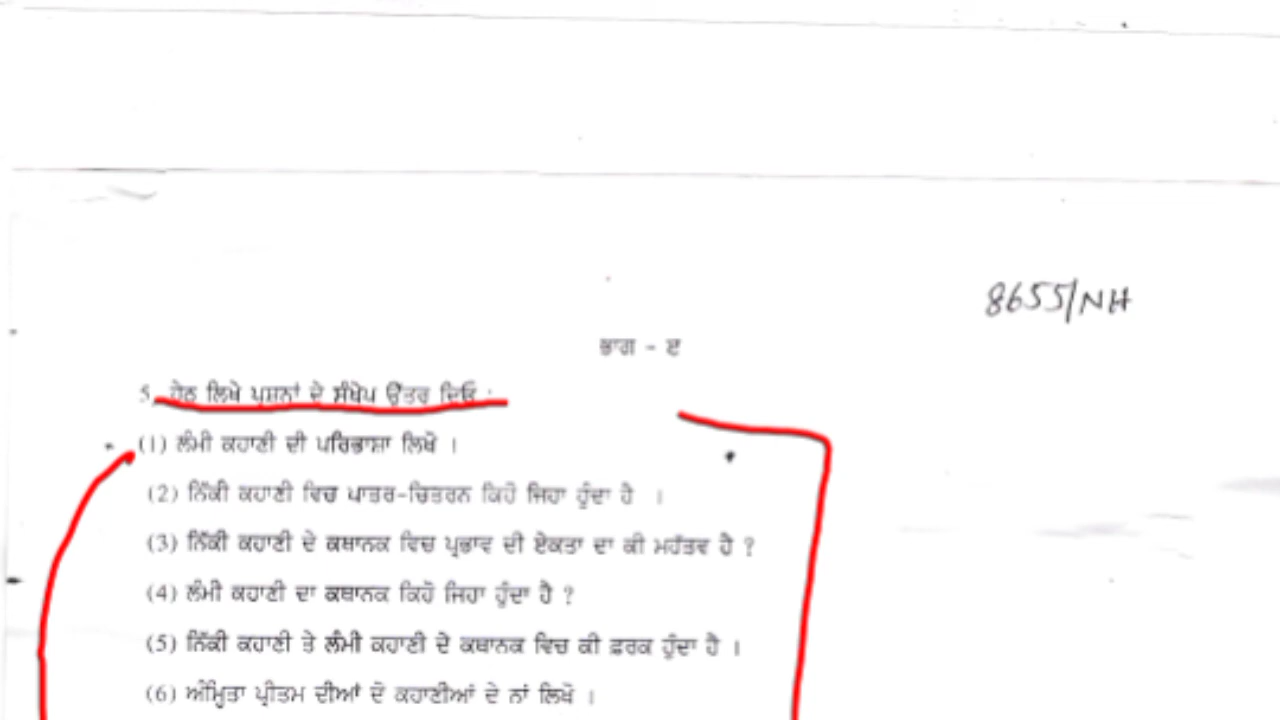 8655/NH
ਭਾਗ - ੲ
5. ਹੇਠ ਲਿਖੇ ਪ੍ਰਸ਼ਨਾਂ ਦੇ ਸੰਖੇਪ ਉੱਤਰ ਦਿਓ :
(1) ਲੰਮੀ ਕਹਾਣੀ ਦੀ ਪਰਿਭਾਸ਼ਾ ਲਿਖੋ ।
(2) ਨਿੱਕੀ ਕਹਾਣੀ ਵਿਚ ਪਾਤਰ-ਚਿਤਰਨ ਕਿਹੋ ਜਿਹਾ ਹੁੰਦਾ ਹੈ ।
(3) ਨਿੱਕੀ ਕਹਾਣੀ ਦੇ ਕਥਾਨਕ ਵਿਚ ਪ੍ਰਭਾਵ ਦੀ ਏਕਤਾ ਦਾ ਕੀ ਮਹੱਤਵ ਹੈ ?
(4) ਲੰਮੀ ਕਹਾਣੀ ਦਾ ਕਥਾਨਕ ਕਿਹੋ ਜਿਹਾ ਹੁੰਦਾ ਹੈ ?
(5) ਨਿੱਕੀ ਕਹਾਣੀ ਤੇ ਲੰਮੀ ਕਹਾਣੀ ਦੇ ਕਥਾਨਕ ਵਿਚ ਕੀ ਫ਼ਰਕ ਹੁੰਦਾ ਹੈ ।
(6) ਅੰਮ੍ਰਿਤਾ ਪ੍ਰੀਤਮ ਦੀਆਂ ਦੋ ਕਹਾਣੀਆਂ ਦੇ ਨਾਂ ਲਿਖੋ ।